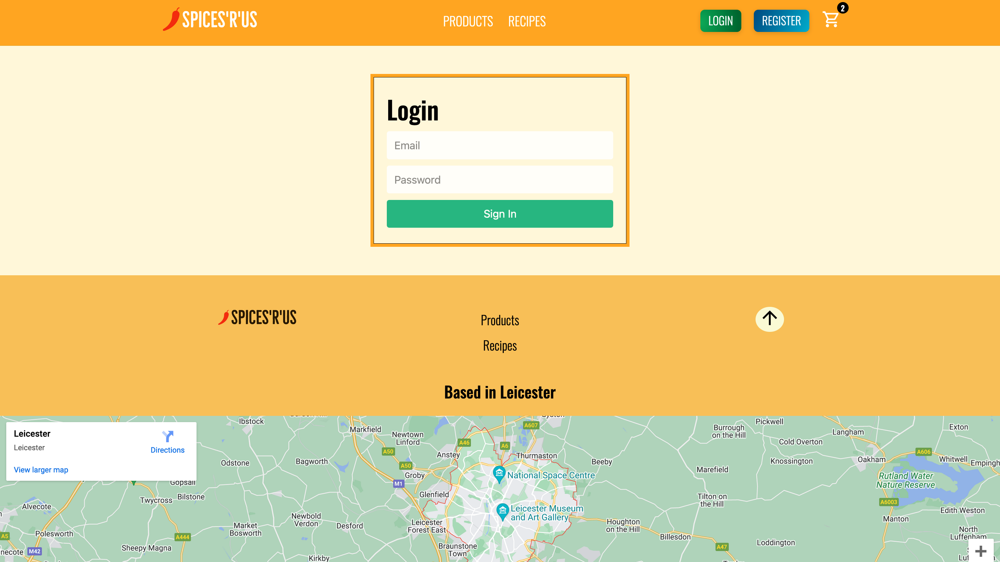 SPICES'R'US
PRODUCTS
RECIPES
LOGIN
REGISTER
2
Login
Email
Password
Sign In
SPICES'R'US
Products
Recipes
Based in Leicester
Leicester
Leicester
Directions
View larger map
Ibstock
Markfield
Newtown
Linford
A607
Pickwell
Burrough
on the Hill
Langham
Exton
A46
A6
Cold Overton
A50
Anstey
Thurmaston
A606
Odstone
Bagworth
Beeby
Knossington
Oakham
Whitwell
A50
Groby
National Space Centre
Marefield
Rutland Water
Nature Reserve
M1
Gopsall
Glenfield
Twycross
Bilstone
Tilton on
the Hill
A6003
Alvecote
Leicester Museum
and Art Gallery
Edith Weston
Newbold
Verdon
Manton
Market
Bosworth
Desford
Leicester
Forest East
Houghton
on the Hill
North
Luffenham
A5
Polesworth
A444
Billesdon
Loddington
Sheepy Magna
Braunstone
Town
A47
M42
Kirkby